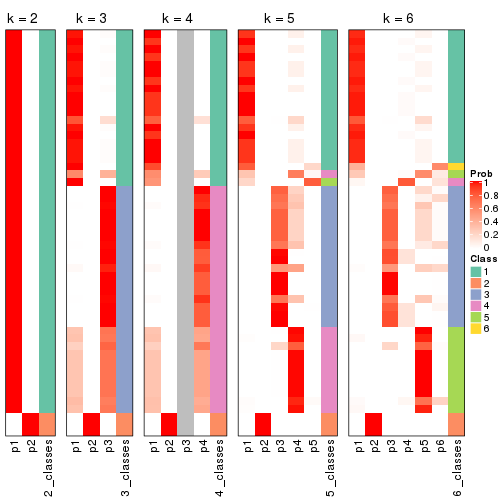 k = 2
k = 3
k = 4
k = 5
k = 6
p1
p2
2_classes
p1
p2
p3
3_classes
p1
p2
p3
p4
4_classes
p1
p2
p3
p4
p5
5_classes
p1
p2
p3
p4
p5
p6
6_classes
Prob
1
0.8
0.6
0.4
0.2
0
Class
1
2
3
4
5
6